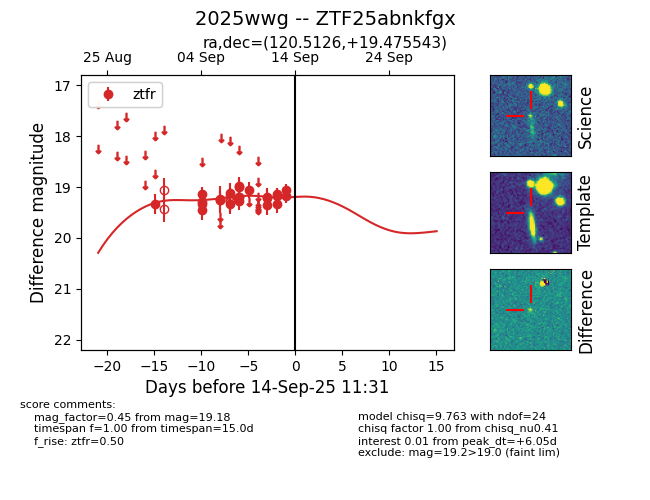 2025wwg -- ZTF25abnkfgx
ra,dec=(120.5126,+19.475543)
25 Aug 04 Sep 14 Sep 24 Sep
17
18
19
20
21
22
Difference magnitude
ztfr
−20 −15 −10 −5 0 5 10 15
Days before 14-Sep-25 11:31
Science
Template
Difference
score comments:
mag_factor=0.45 from mag=19.18
timespan f=1.00 from timespan=15.0d
f_rise: ztfr=0.50
model chisq=9.763 with ndof=24
chisq factor 1.00 from chisq_nu0.41
interest 0.01 from peak_dt=+6.05d
exclude: mag=19.2>19.0 (faint lim)